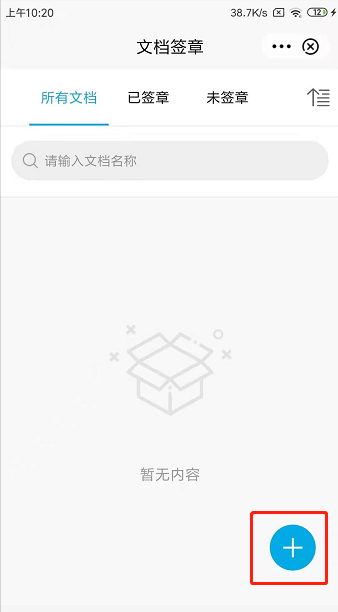 上午10:20
38.7K/s
12
文档签章
所有文档
已签章
未签章
请输入文档名称
暂无内容